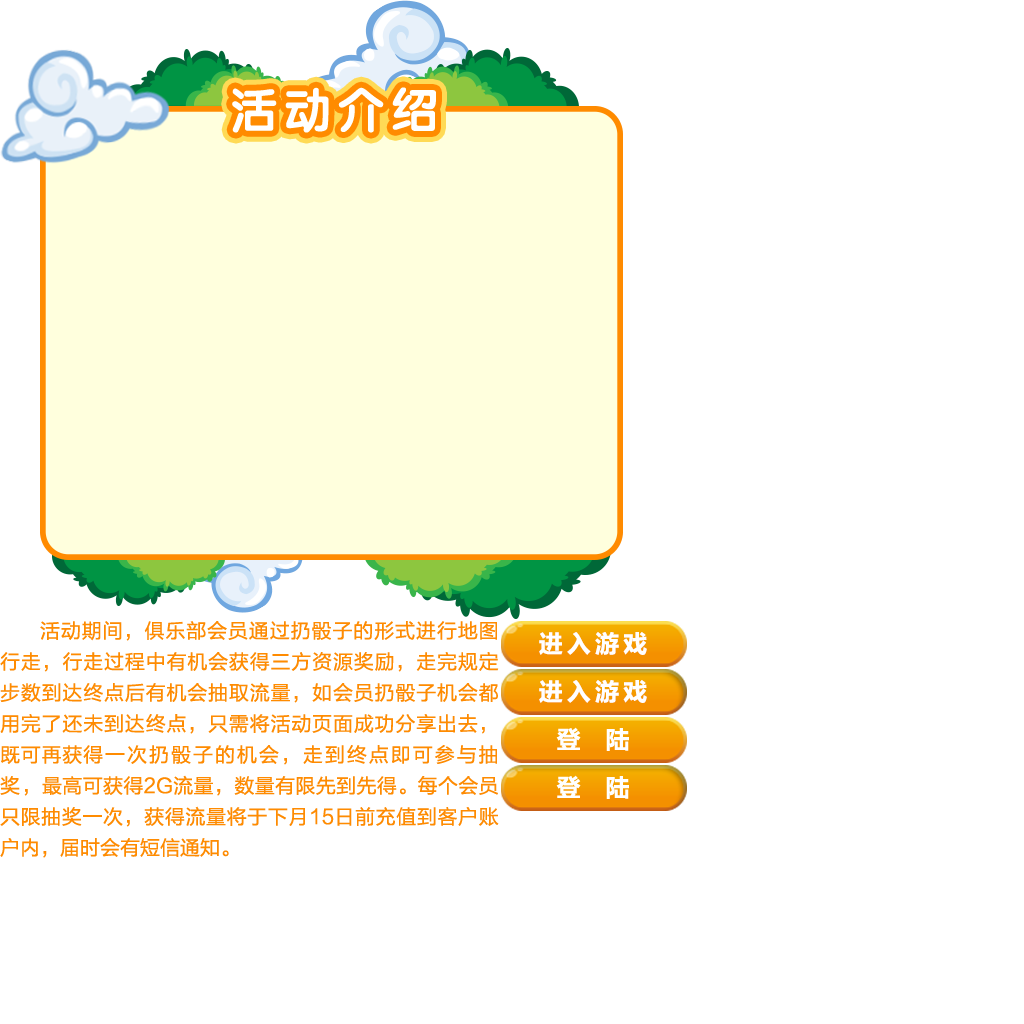 活动介绍
活动期间，俱乐部会员通过扔骰子的形式进行地图
行走，行走过程中有机会获得三方资源奖励，走完规定
步数到达终点后有机会抽取流量，如会员扔骰子机会都
用完了还未到达终点，只需将活动页面成功分享出去，
既可再获得一次扔骰子的机会，走到终点即可参与抽
奖，最高可获得2G流量，数量有限先到先得。每个会员
只限抽奖一次，获得流量将于下月15日前充值到客户账
户内，届时会有短信通知。
进入游戏
进入游戏
登 陆
登 陆